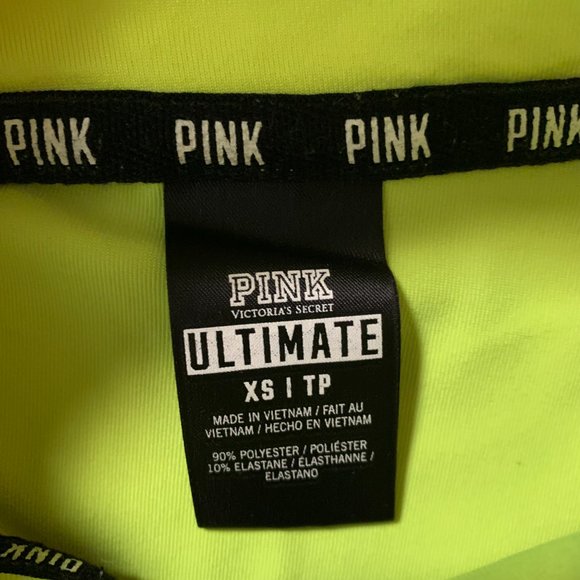 PINK PINK PINK PINK
PINK
VICTORIA'S SECRET
ULTIMATE
XS | TP
MADE IN VIETNAM / FAIT AU
VIETNAM / HECHO EN VIETNAM
90% POLYESTER / POLIÉSTER
10% ELASTANE / ÉLASTHANNE /
ELASTANO
PINK